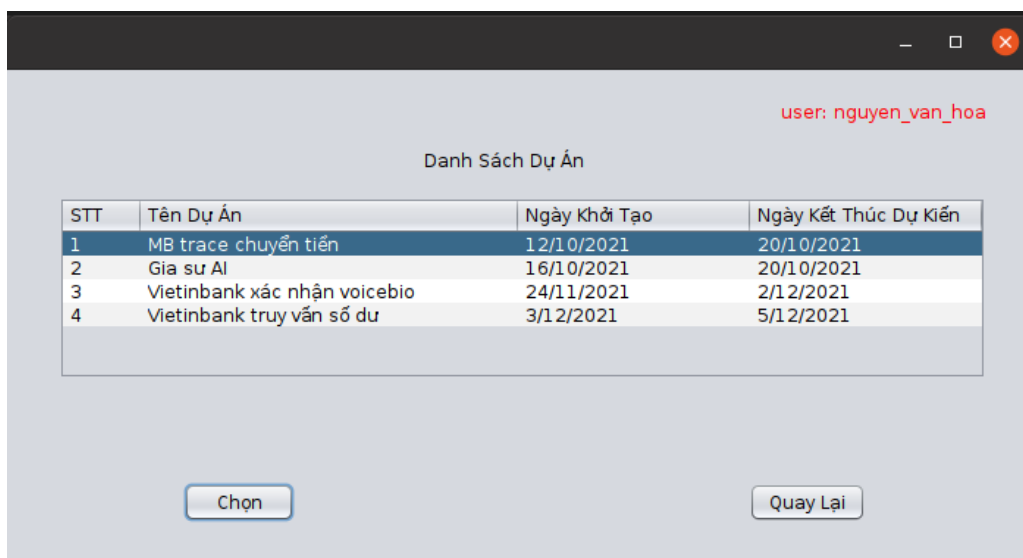 user: nguyen_van_hoa
Danh Sách Dự Án
STT Tên Dự Án Ngày Khởi Tạo Ngày Kết Thúc Dự Kiến
1 MB trace chuyển tiền 12/10/2021 20/10/2021
2 Gia sư AI 16/10/2021 20/10/2021
3 Vietinbank xác nhận voicebio 24/11/2021 2/12/2021
4 Vietinbank truy vấn số dư 3/12/2021 5/12/2021
Chọn Quay Lại